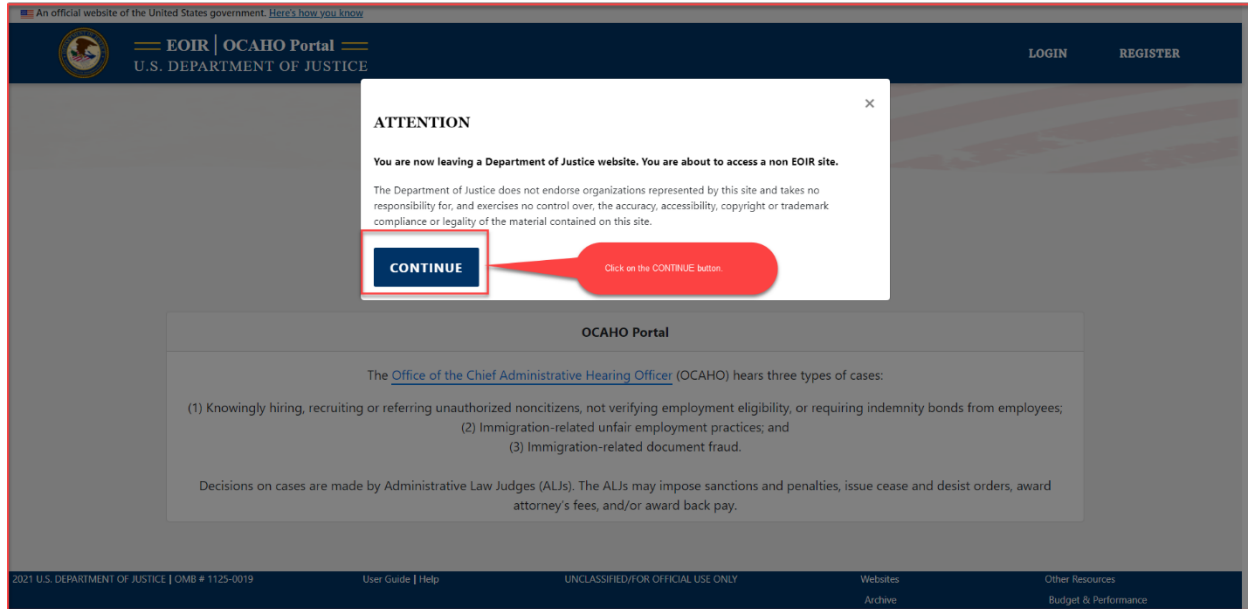 An official website of the United States government. Here's how you know
EOIR | OCAHO Portal
U.S. DEPARTMENT OF JUSTICE
LOGIN REGISTER
×
ATTENTION
You are now leaving a Department of Justice website. You are about to access a non EOIR site.
The Department of Justice does not endorse organizations represented by this site and takes no
responsibility for, and exercises no control over, the accuracy, accessibility, copyright or trademark
compliance or legality of the material contained on this site.
CONTINUE
Click on the CONTINUE button.
OCAHO Portal
The Office of the Chief Administrative Hearing Officer (OCAHO) hears three types of cases:
(1) Knowingly hiring, recruiting or referring unauthorized noncitizens, not verifying employment eligibility, or requiring indemnity bonds from employees;
(2) Immigration-related unfair employment practices; and
(3) Immigration-related document fraud.
Decisions on cases are made by Administrative Law Judges (ALJs). The ALJs may impose sanctions and penalties, issue cease and desist orders, award
attorney's fees, and/or award back pay.
2021 U.S. DEPARTMENT OF JUSTICE | OMB # 1125-0019 User Guide | Help UNCLASSIFIED/FOR OFFICIAL USE ONLY Websites Other Resources
Archive Budget & Performance